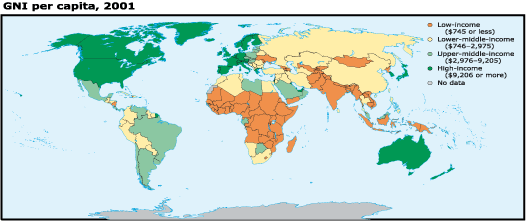 GNI per capita, 2001
Low-income
($745 or less)
Lower-middle-income
($746–2,975)
Upper-middle-income
($2,976–9,205)
High-income
($9,206 or more)
No data